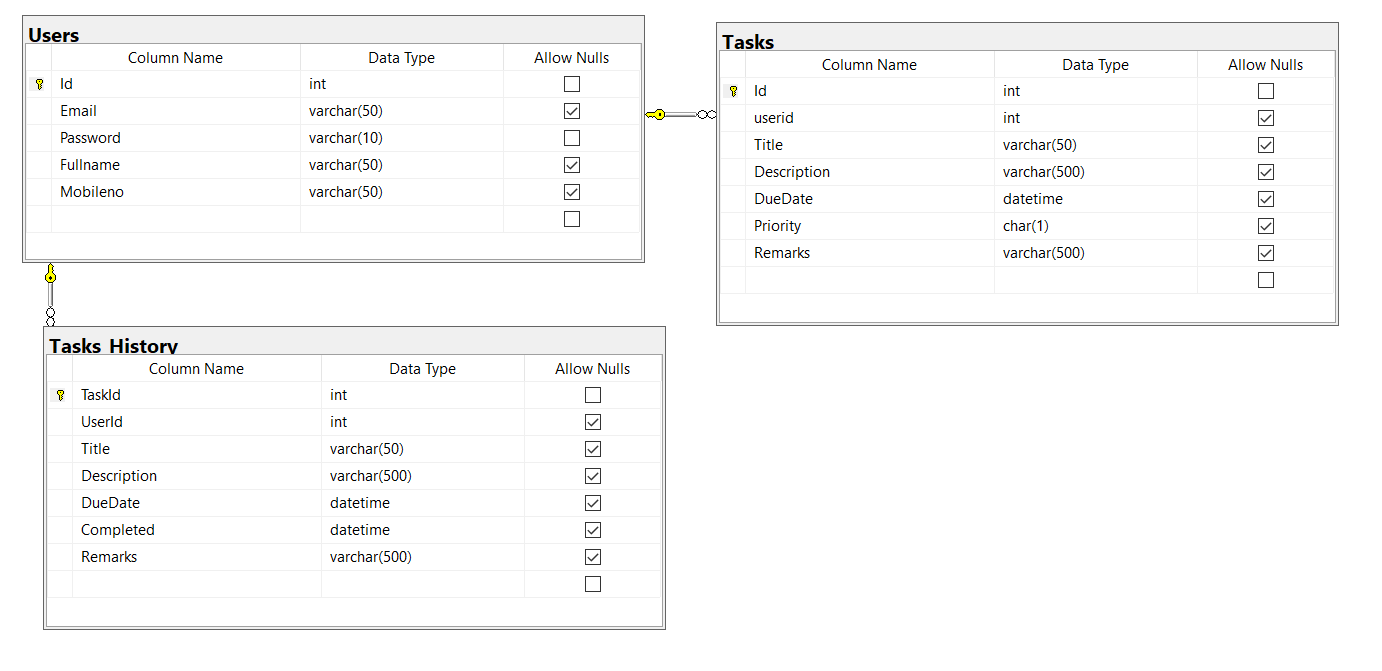 Users
Column Name Data Type Allow Nulls
Id int
Email varchar(50)
Password varchar(10)
Fullname varchar(50)
Mobileno varchar(50)
Tasks
Column Name Data Type Allow Nulls
Id int
userid int
Title varchar(50)
Description varchar(500)
DueDate datetime
Priority char(1)
Remarks varchar(500)
Tasks_History
Column Name Data Type Allow Nulls
TaskId int
UserId int
Title varchar(50)
Description varchar(500)
DueDate datetime
Completed datetime
Remarks varchar(500)